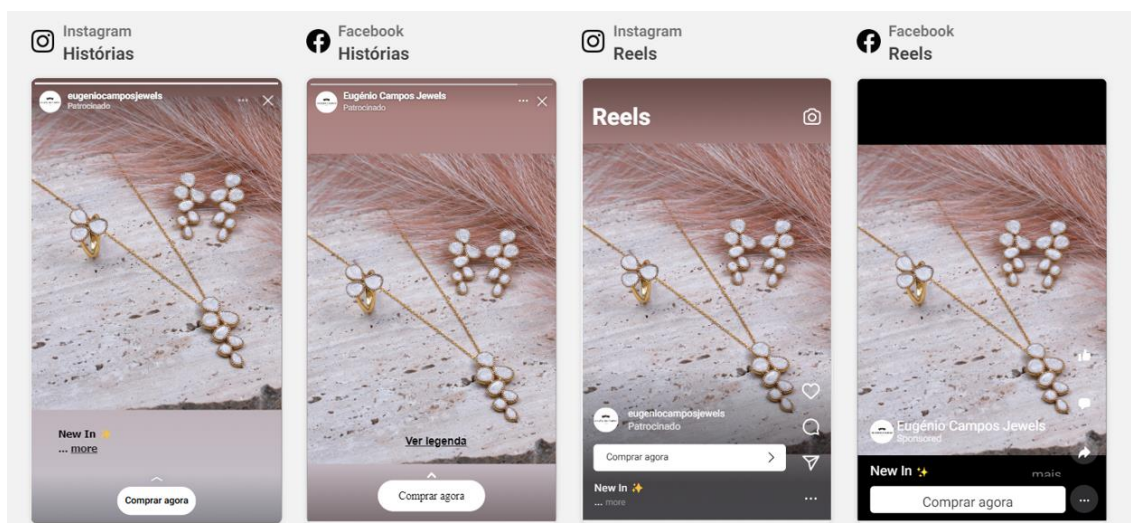 Instagram
Histórias
Facebook
Histórias
Instagram
Reels
Facebook
Reels
eugeniocamposjewels
Patrocinado
New In ✨
... more
Comprar agora
Eugénio Campos Jewels
Patrocinado
Ver legenda
Comprar agora
Reels
eugeniocamposjewels
Patrocinado
Comprar agora
New In ✨
... more
Eugénio Campos Jewels
Sponsored
New In ✨ mais
Comprar agora